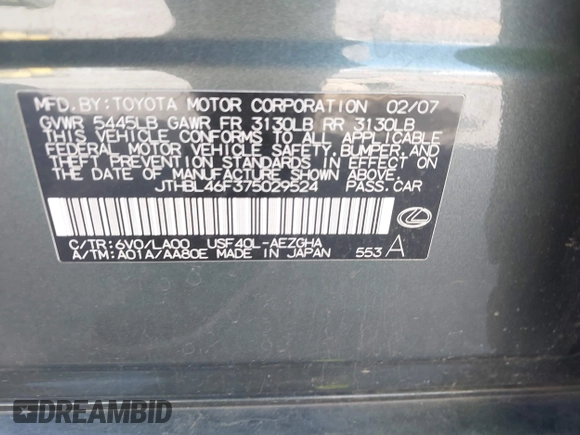 MFD. BY: TOYOTA MOTOR CORPORATION 02/07
GVWR 5445LB GAWR FR 3130LB RR 3130LB
THIS VEHICLE CONFORMS TO ALL APPLICABLE
FEDERAL MOTOR VEHICLE SAFETY, BUMPER, AND
THEFT PREVENTION STANDARDS IN EFFECT ON
THE DATE OF MANUFACTURE SHOWN ABOVE.
JTHBL46F375029524 PASS. CAR
C/TR: 6V0/LA00 USF40L-AEZGHA
A/TM: A01A/AA80E MADE IN JAPAN 553 A
DREAMBID